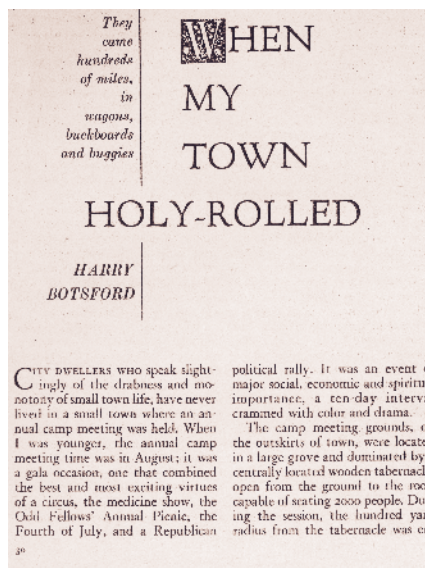 They
came
hundreds
of miles,
in
wagons,
buckboards
and buggies
WHEN
MY
TOWN
HOLY-ROLLED
HARRY
BOTSFORD
CITY DWELLERS WHO speak slight-
ingly of the drabness and mo-
notony of small town life, have never
lived in a small town where an an-
nual camp meeting was held. When
I was younger, the annual camp
meeting time was in August; it was
a gala occasion, one that combined
the best and most exciting virtues
of a circus, the medicine show, the
Odd Fellows' Annual Picnic, the
Fourth of July, and a Republican
political rally. It was an event
major social, economic and spiritu
importance, a ten-day interv
crammed with color and drama.
The camp meeting grounds, o
the outskirts of town, were locate
in a large grove and dominated by
centrally located wooden tabernacl
open from the ground to the roo
capable of seating 2000 people. Du
ing the session, the hundred yar
radius from the tabernacle was c
30